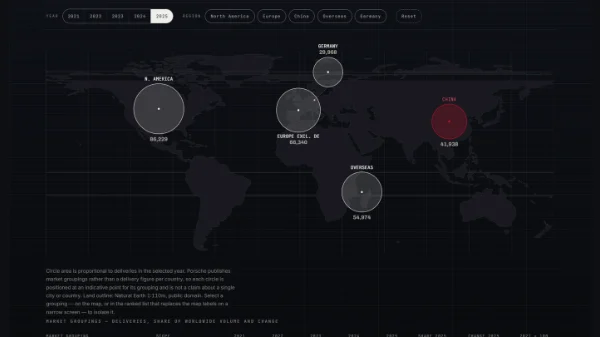 YEAR 2021 2022 2023 2024 2025 REGION North America Europe China Overseas Germany Reset
GERMANY
29,968
N. AMERICA
86,229
EUROPE EXCL. DE
66,340
CHINA
41,938
OVERSEAS
54,974
Circle area is proportional to deliveries in the selected year. Porsche publishes
market groupings rather than a delivery figure per country, so each circle is
positioned at an indicative point for its grouping and is not a claim about a single
city or country. Land outline: Natural Earth 1:110m, public domain. Select a
grouping — on the map, or in the ranked list that replaces the map labels on a
narrow screen — to isolate it.
MARKET GROUPINGS — DELIVERIES, SHARE OF WORLDWIDE VOLUME AND CHANGE